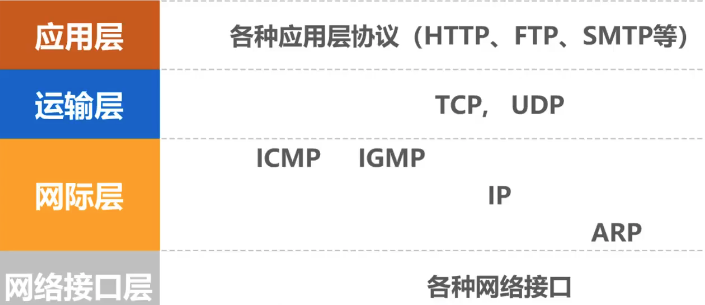 应用层 各种应用层协议（HTTP、FTP、SMTP等）
运输层 TCP, UDP
ICMP IGMP
网际层 IP
ARP
网络接口层 各种网络接口